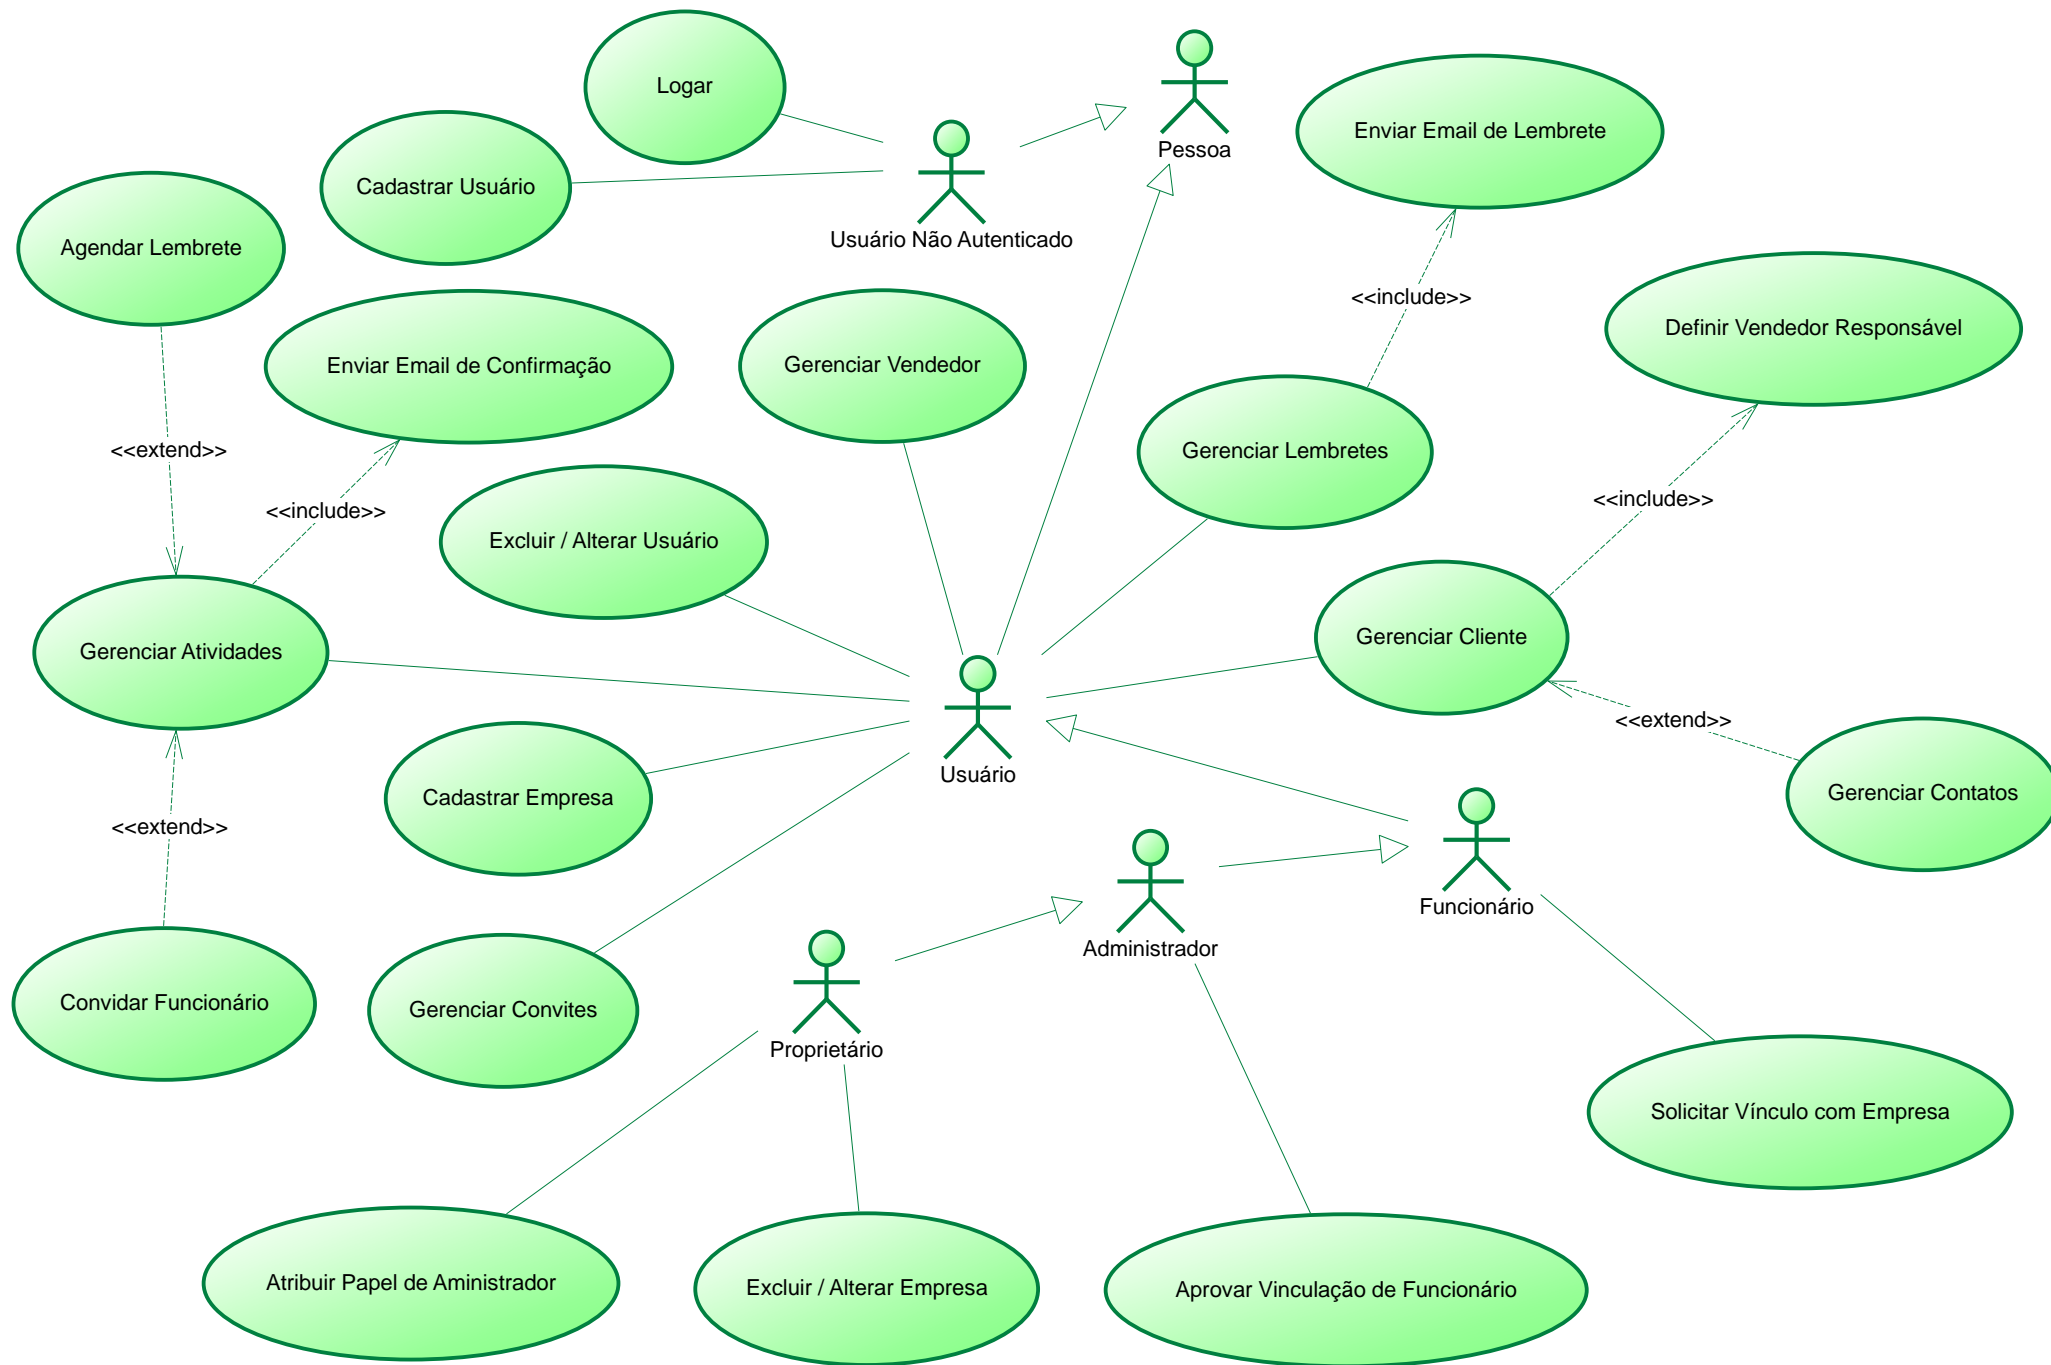 Logar
Pessoa
Enviar Email de Lembrete
Cadastrar Usuário
Usuário Não Autenticado
Agendar Lembrete
<<include>>
Definir Vendedor Responsável
Enviar Email de Confirmação
Gerenciar Vendedor
<<extend>>
Gerenciar Lembretes
<<include>>
<<include>>
Excluir / Alterar Usuário
Gerenciar Atividades
Gerenciar Cliente
<<extend>>
Usuário
Cadastrar Empresa
Gerenciar Contatos
<<extend>>
Funcionário
Administrador
Convidar Funcionário
Gerenciar Convites
Proprietário
Solicitar Vínculo com Empresa
Atribuir Papel de Aministrador
Excluir / Alterar Empresa
Aprovar Vinculação de Funcionário